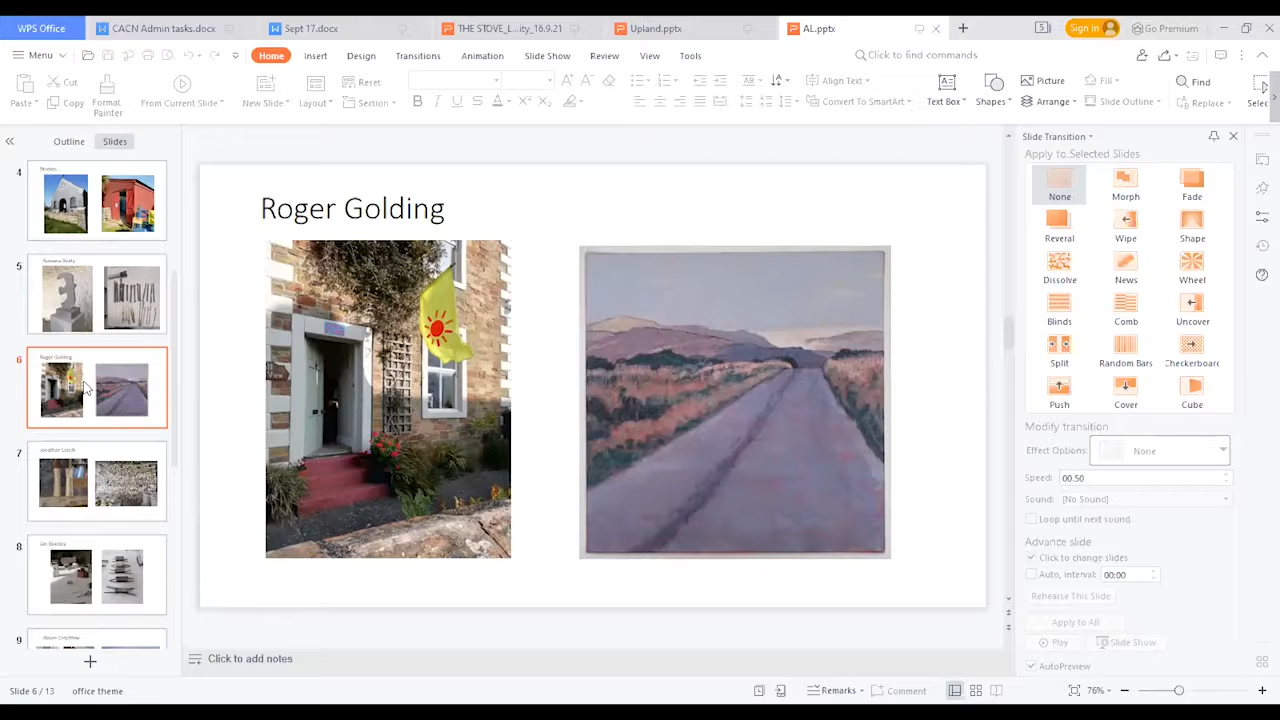 WPS Office
CACN Admin tasks.docx
Sept 17.docx
THE STOVE_L...ity_16.9.21
Upland.pptx
AL.pptx
Sign in
Go Premium
Menu
Home
Insert
Design
Transitions
Animation
Slide Show
Review
View
Tools
Click to find commands
Cut
Copy
Format
Painter
From Current Slide
New Slide
Layout
Reset
Section
B I U S A X² X₂
Align Text
Convert To SmartArt
Text Box
Shapes
Picture
Arrange
Fill
Slide Outline
Find
Replace
Selec
Outline
Slides
4
Studios...
5
6
Roger Golding
7
8
9
Roger Golding
Click to add notes
Slide Transition
Apply to Selected Slides
None
Morph
Fade
Reveral
Wipe
Shape
Dissolve
News
Wheel
Blinds
Comb
Uncover
Split
Random Bars
Checkerboard
Push
Cover
Cube
Modify transition
Effect Options:
None
Speed:
00.50
Sound:
[No Sound]
Loop until next sound
Advance slide
Click to change slides
Auto, interval:
00:00
Rehearse This Slide
Apply to All
Play
Slide Show
AutoPreview
Slide 6 / 13
office theme
Remarks
Comment
76%